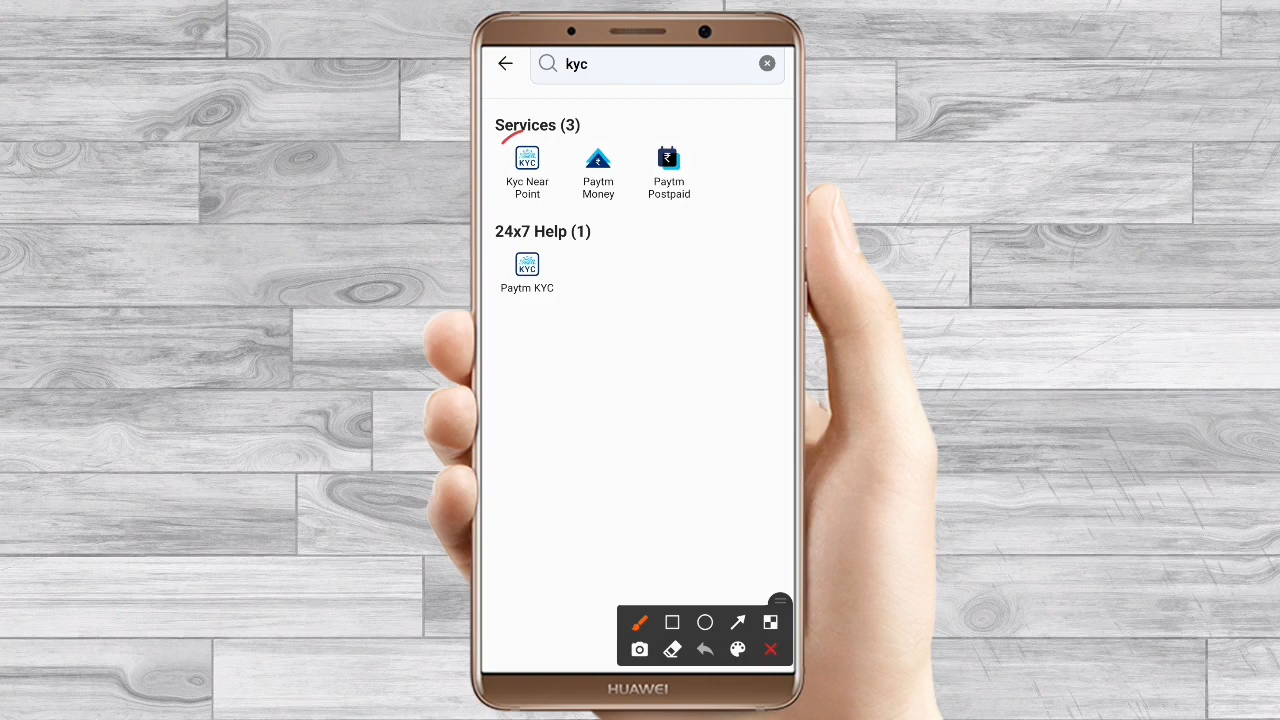 kyc
Services (3)
KYC
Kyc Near
Point
Paytm
Money
Paytm
Postpaid
24x7 Help (1)
KYC
Paytm KYC
HUAWEI